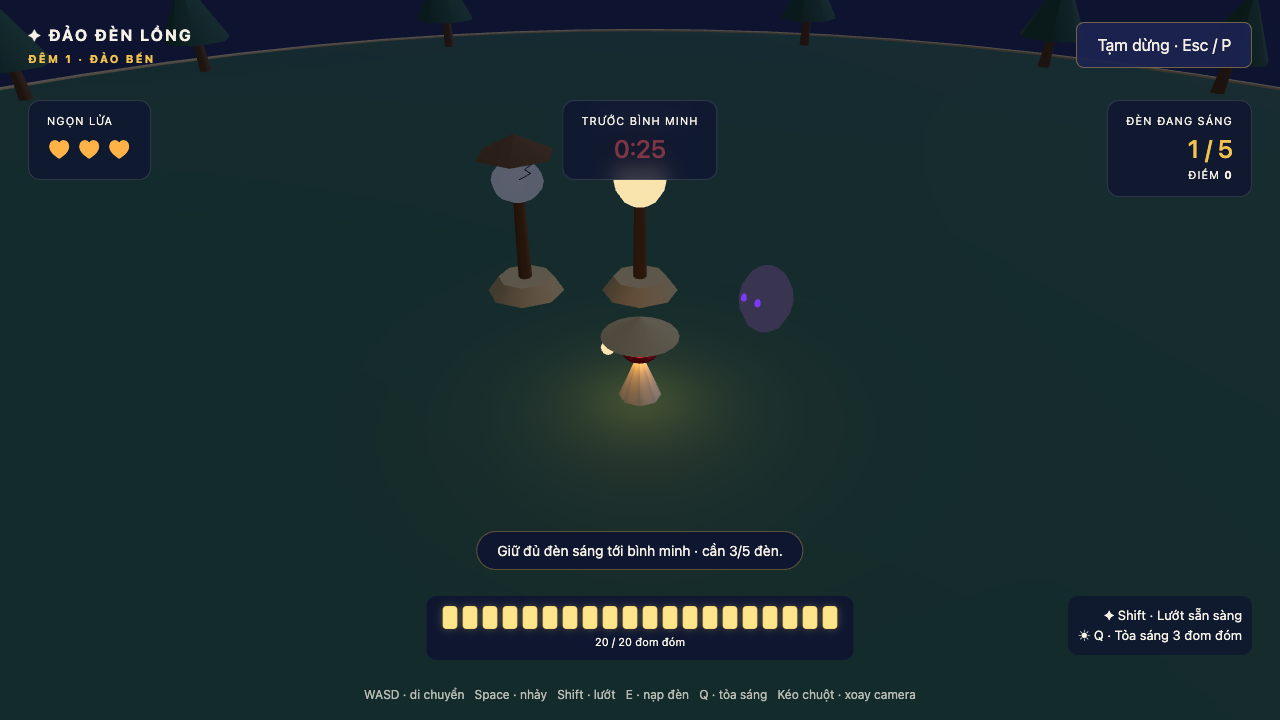 ✦ ĐẢO ĐÈN LỒNG
ĐÊM 1 · ĐẢO BẾN
Tạm dừng · Esc / P
NGỌN LỬA
TRƯỚC BÌNH MINH
0:25
ĐÈN ĐANG SÁNG
1 / 5
ĐIỂM 0
Giữ đủ đèn sáng tới bình minh · cần 3/5 đèn.
20 / 20 đom đóm
✦ Shift · Lướt sẵn sàng
☀ Q · Tỏa sáng 3 đom đóm
WASD · di chuyển Space · nhảy Shift · lướt E · nạp đèn Q · tỏa sáng Kéo chuột · xoay camera